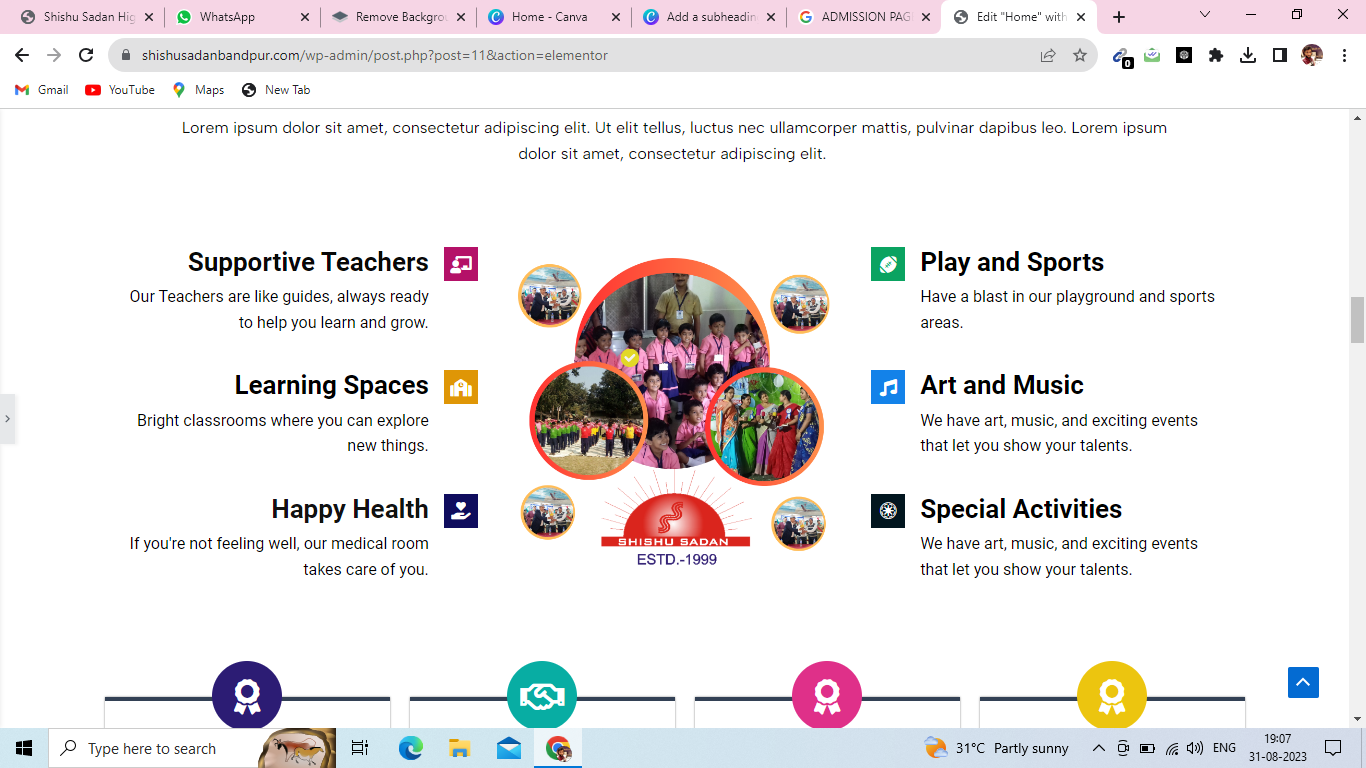 Shishu Sadan Hig
WhatsApp
Remove Backgrou
Home - Canva
Add a subheadin
ADMISSION PAG
Edit "Home" with
shishusadanbandpur.com/wp-admin/post.php?post=11&action=elementor
0
Gmail
YouTube
Maps
New Tab
Lorem ipsum dolor sit amet, consectetur adipiscing elit. Ut elit tellus, luctus nec ullamcorper mattis, pulvinar dapibus leo. Lorem ipsum
dolor sit amet, consectetur adipiscing elit.
Supportive Teachers
Our Teachers are like guides, always ready
to help you learn and grow.
Learning Spaces
Bright classrooms where you can explore
new things.
Happy Health
If you're not feeling well, our medical room
takes care of you.
SHISHU SADAN
ESTD.-1999
Play and Sports
Have a blast in our playground and sports
areas.
Art and Music
We have art, music, and exciting events
that let you show your talents.
Special Activities
We have art, music, and exciting events
that let you show your talents.
Type here to search
31°C Partly sunny
ENG
19:07
31-08-2023